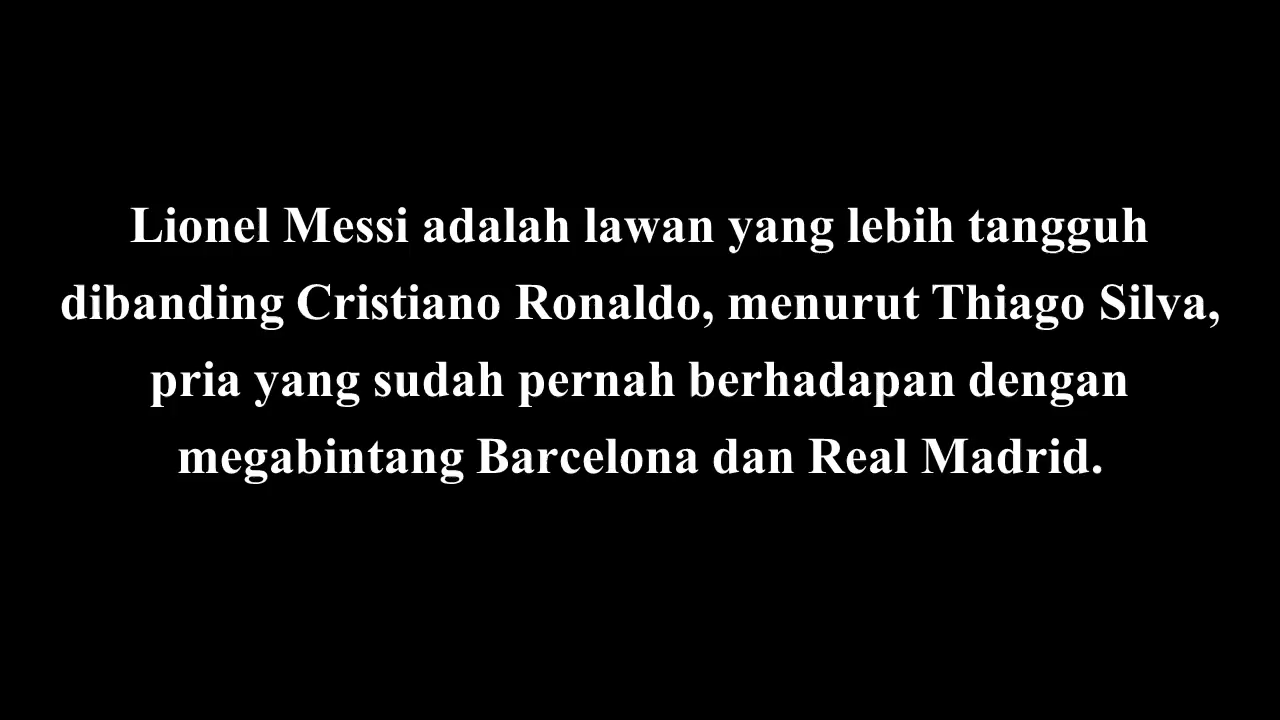 Lionel Messi adalah lawan yang lebih tangguh
dibanding Cristiano Ronaldo, menurut Thiago Silva,
pria yang sudah pernah berhadapan dengan
megabintang Barcelona dan Real Madrid.